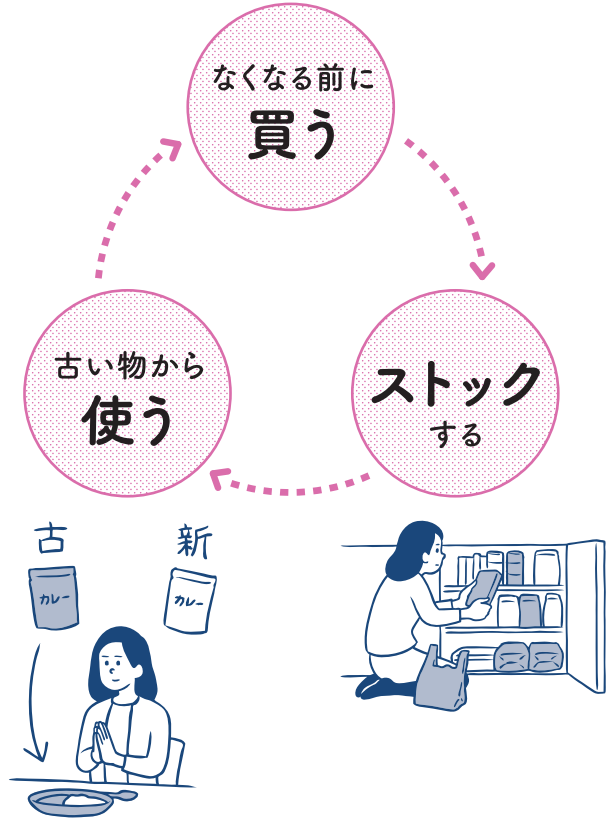 なくなる前に
買う
ストック
する
古い物から
使う
古
新
カレー
カレー